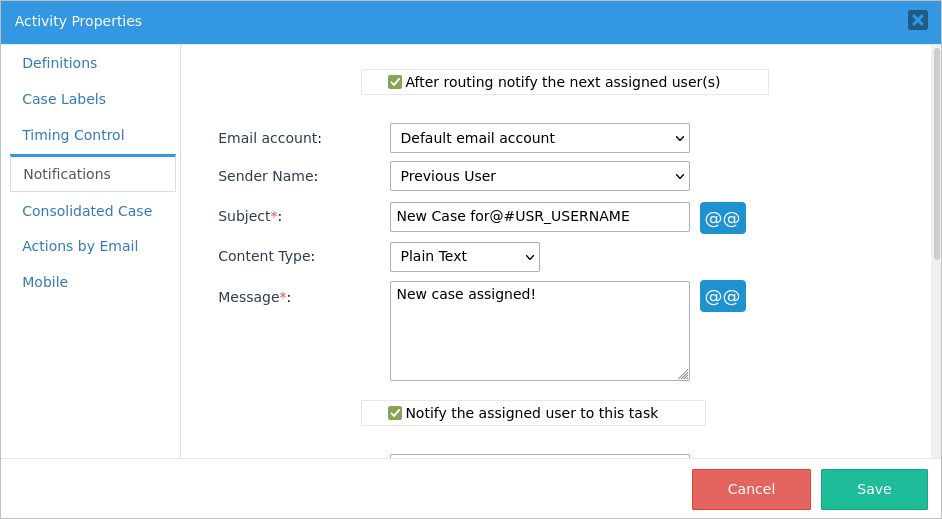 Activity Properties
Definitions
Case Labels
Timing Control
Notifications
Consolidated Case
Actions by Email
Mobile
After routing notify the next assigned user(s)
Email account: Default email account
Sender Name: Previous User
Subject*: New Case for@#USR_USERNAME @@
Content Type: Plain Text
Message*: New case assigned! @@
Notify the assigned user to this task
Cancel Save